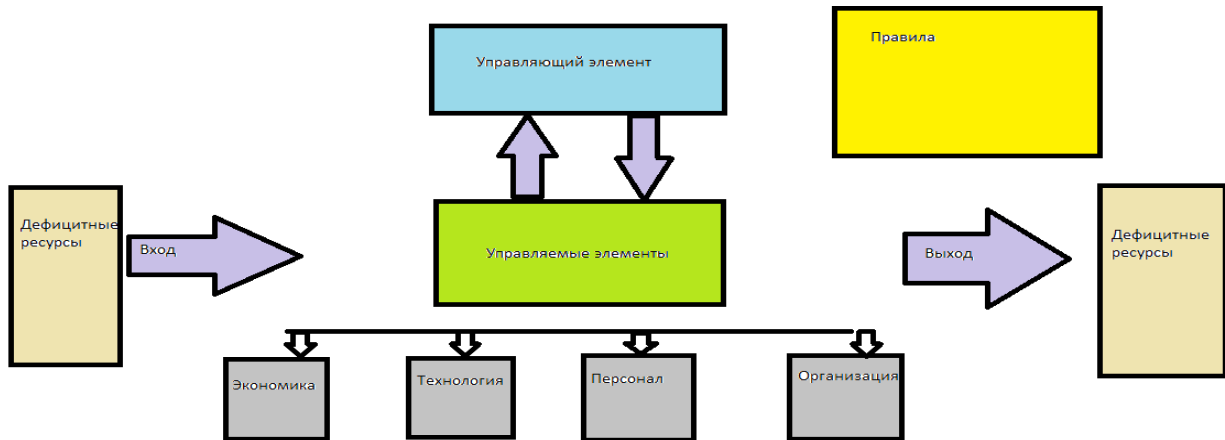 Управляющий элемент
Правила
Дефицитные
ресурсы
Вход
Управляемые элементы
Выход
Дефицитные
ресурсы
Экономика
Технология
Персонал
Организация